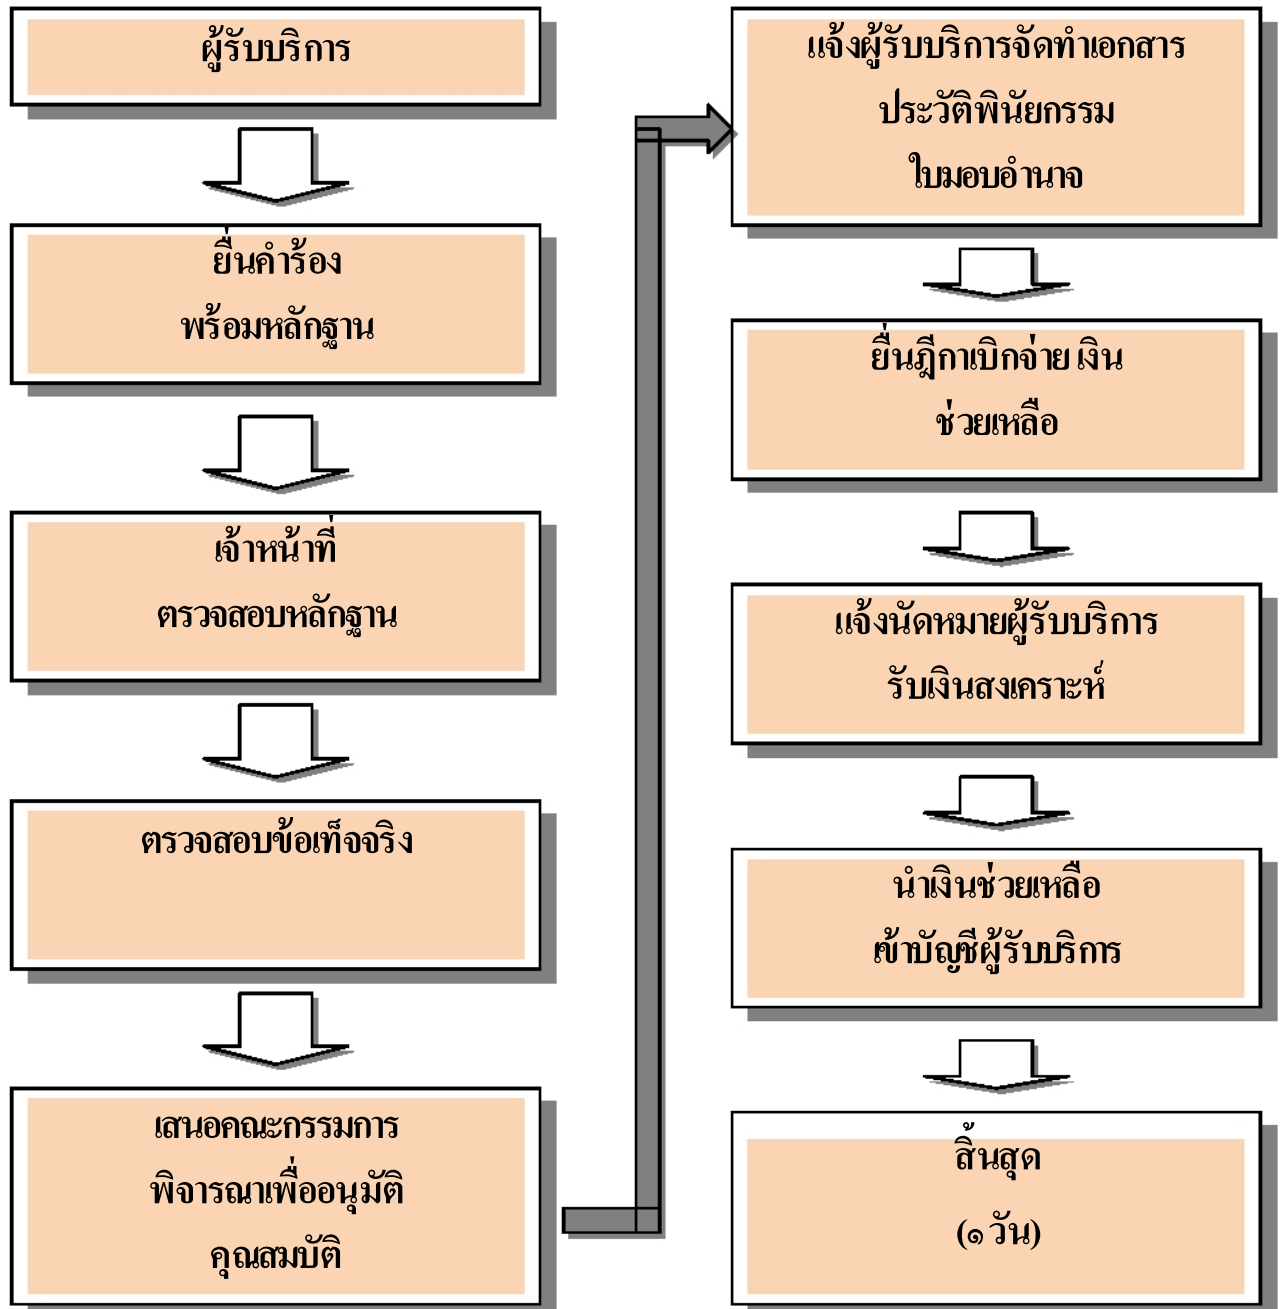 ผู้รับบริการ
ยื่นคำร้อง
พร้อมหลักฐาน
เจ้าหน้าที่
ตรวจสอบหลักฐาน
ตรวจสอบข้อเท็จจริง
เสนอคณะกรรมการ
พิจารณาเพื่ออนุมัติ
คุณสมบัติ
แจ้งผู้รับบริการจัดทำเอกสาร
ประวัติพินัยกรรม
ใบมอบอำนาจ
ยื่นฎีกาเบิกจ่าย เงิน
ช่วยเหลือ
แจ้งนัดหมายผู้รับบริการ
รับเงินสงเคราะห์
นำเงินช่วยเหลือ
เข้าบัญชีผู้รับบริการ
สิ้นสุด
(๑ วัน)